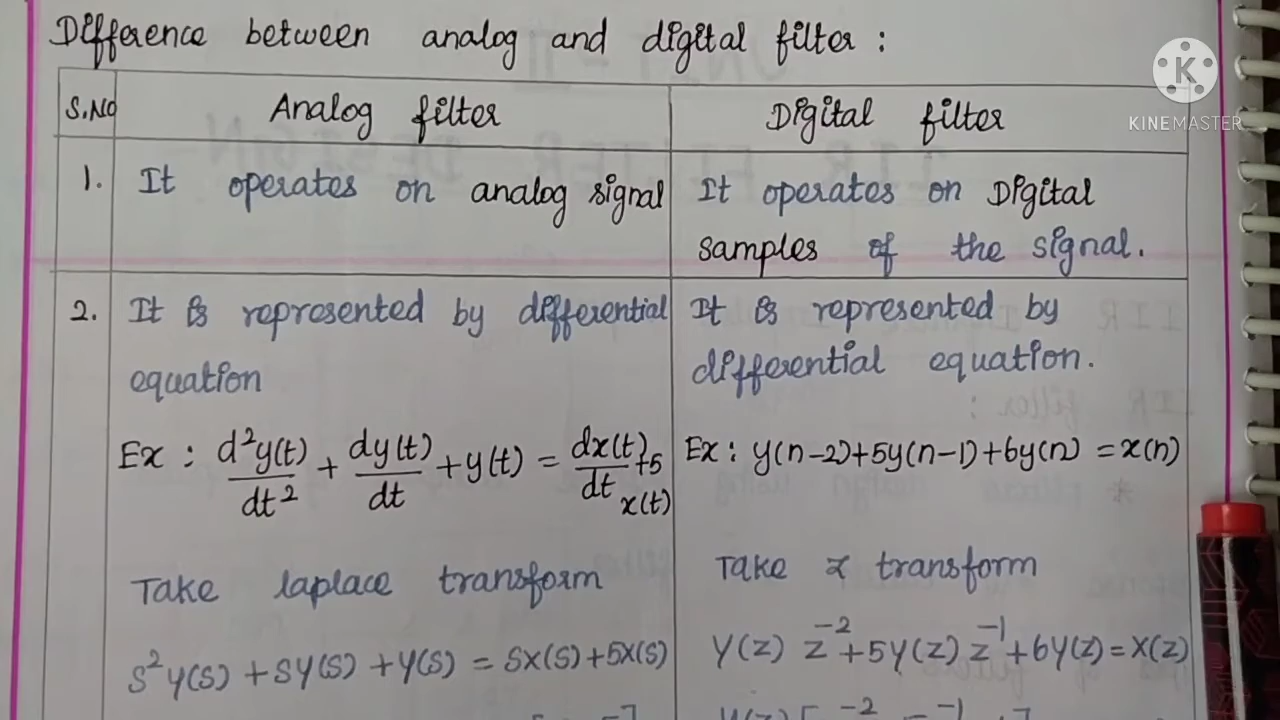 Difference between analog and digital filter :
S.No Analog filter Digital filter
1. It operates on analog signal
It operates on Digital
samples of the signal.
2. It is represented by differential
equation
Ex : d²y(t)/dt² + dy(t)/dt + y(t) = dx(t)/dt +5
x(t)
Take laplace transform
S²Y(S) + SY(S) + Y(S) = SX(S) + 5X(S)
It is represented by
differential equation.
Ex : y(n-2)+5y(n-1)+6y(n) = x(n)
Take z transform
Y(z) z⁻²+5Y(z) z⁻¹+6Y(z)=X(z)
K
KINEMASTER